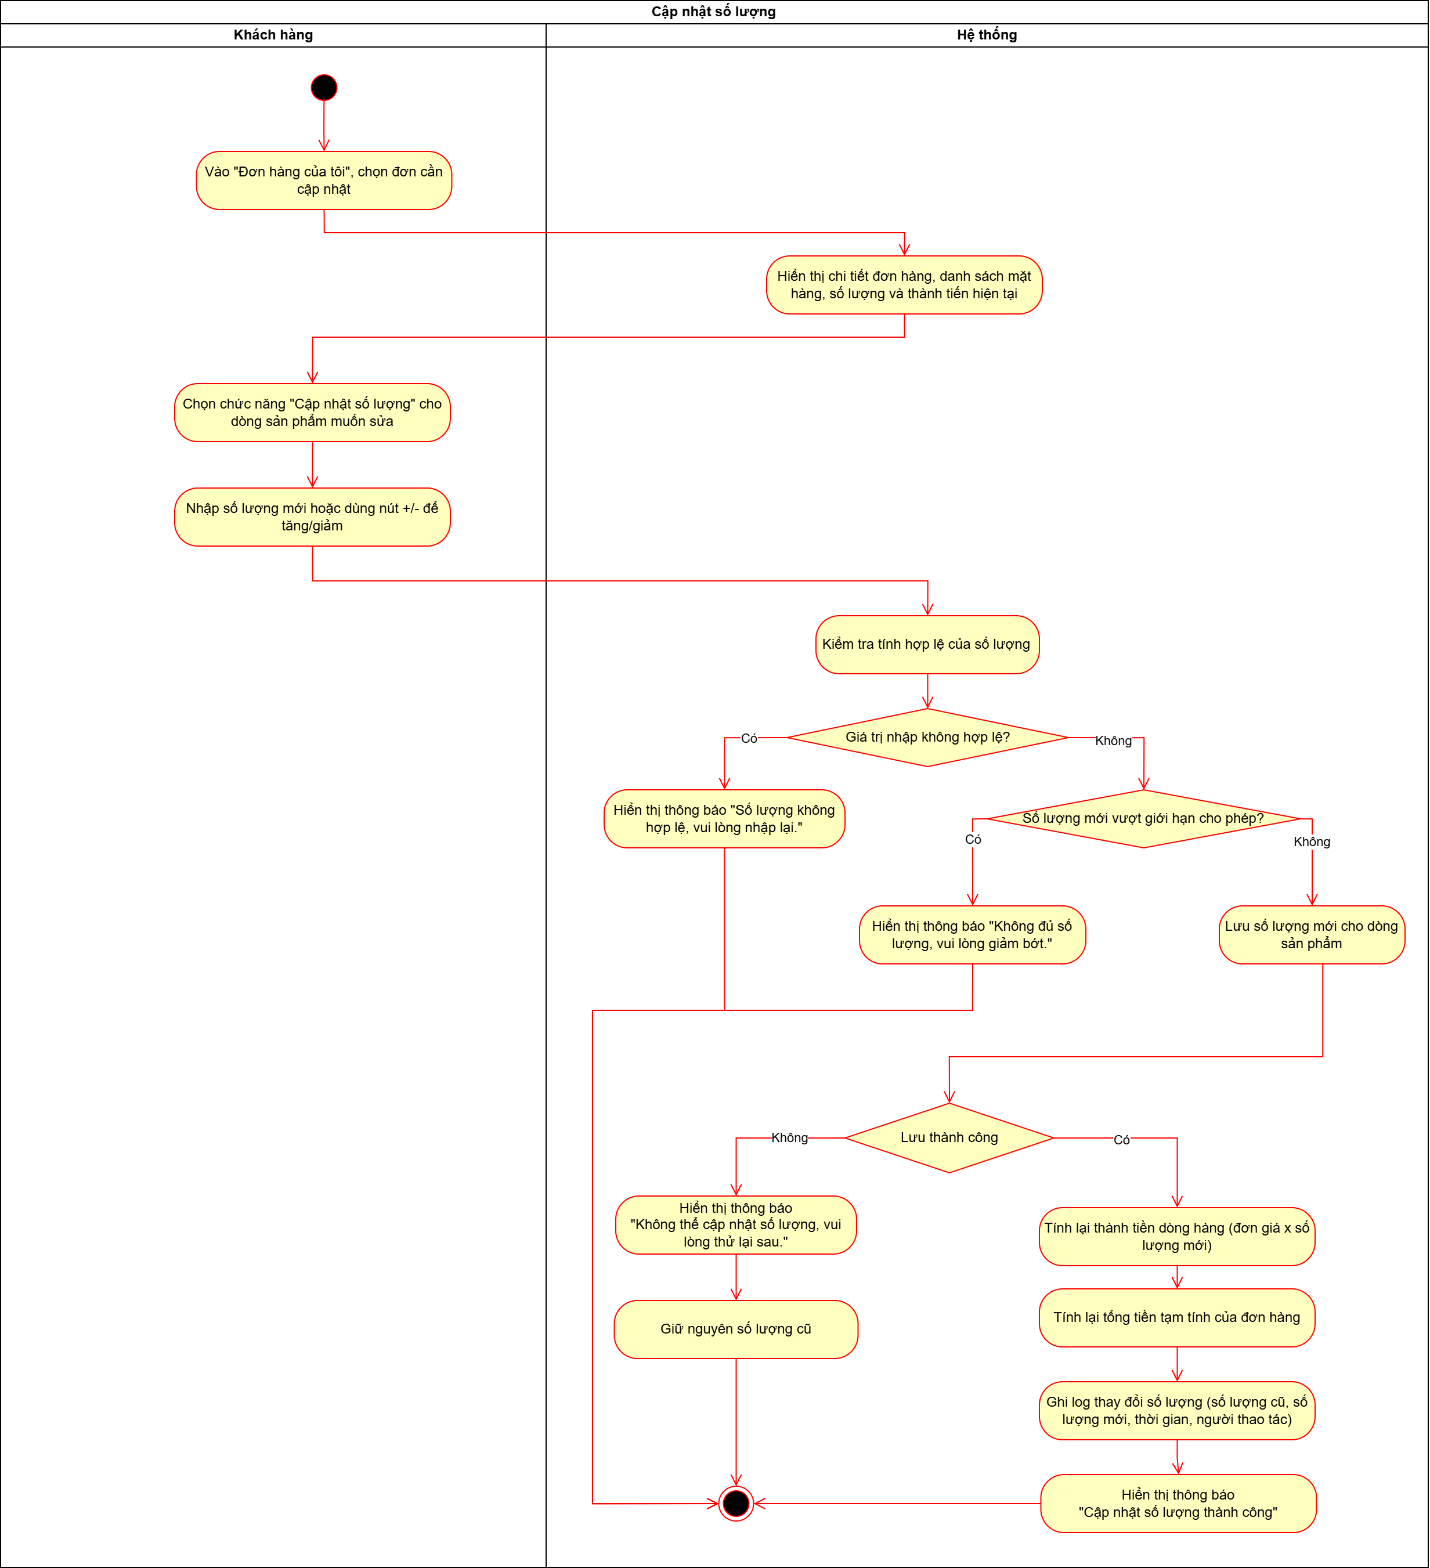 Cập nhật số lượng
Khách hàng
Hệ thống
Vào "Đơn hàng của tôi", chọn đơn cần
cập nhật
Hiển thị chi tiết đơn hàng, danh sách mặt
hàng, số lượng và thành tiến hiện tại
Chọn chức năng "Cập nhật số lượng" cho
dòng sản phẩm muốn sửa
Nhập số lượng mới hoặc dùng nút +/- để
tăng/giảm
Kiểm tra tính hợp lệ của số lượng
Giá trị nhập không hợp lệ?
Có
Không
Hiển thị thông báo "Số lượng không
hợp lệ, vui lòng nhập lại."
Số lượng mới vượt giới hạn cho phép?
Có
Không
Hiển thị thông báo "Không đủ số
lượng, vui lòng giảm bớt."
Lưu số lượng mới cho dòng
sản phẩm
Lưu thành công
Không
Có
Hiển thị thông báo
"Không thể cập nhật số lượng, vui
lòng thử lại sau."
Tính lại thành tiền dòng hàng (đơn giá x số
lượng mới)
Giữ nguyên số lượng cũ
Tính lại tổng tiền tạm tính của đơn hàng
Ghi log thay đổi số lượng (số lượng cũ, số
lượng mới, thời gian, người thao tác)
Hiển thị thông báo
"Cập nhật số lượng thành công"